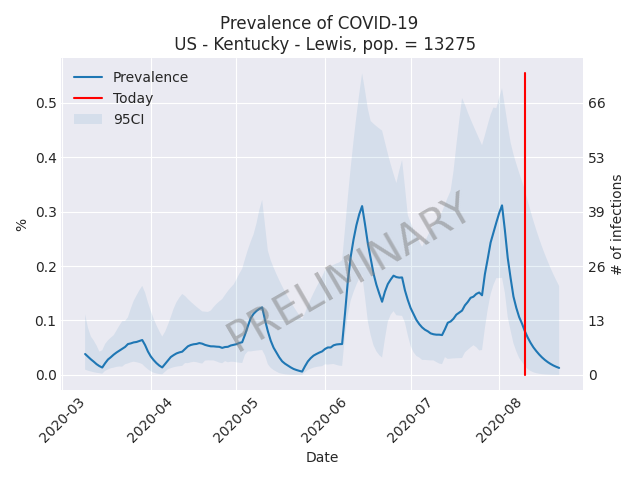 Prevalence of COVID-19
US - Kentucky - Lewis, pop. = 13275
Prevalence
Today
95CI
0.5
0.4
0.3
0.2
0.1
0.0
%
66
53
39
26
13
0
# of infections
PRELIMINARY
2020-03
2020-04
2020-05
2020-06
2020-07
2020-08
Date